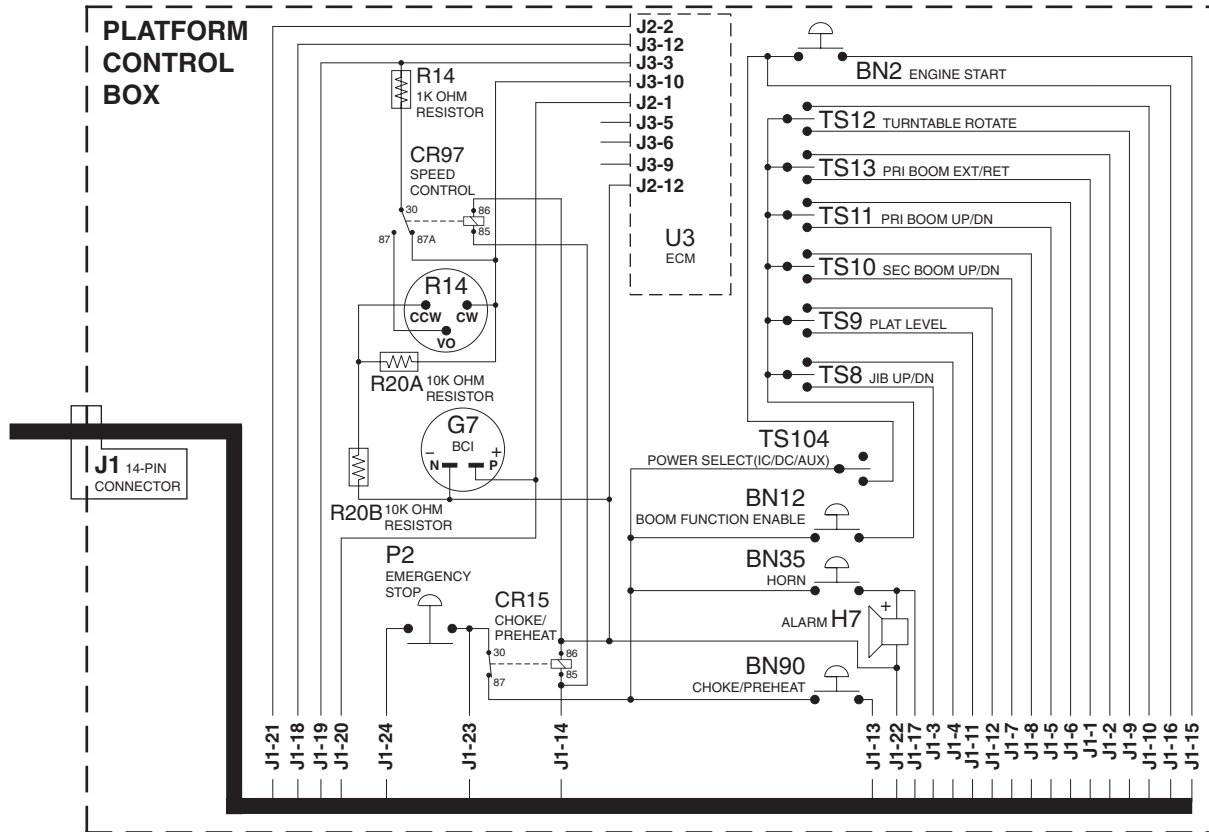 PLATFORM
CONTROL
BOX
J2-2
J3-12
J3-3
J3-10
J2-1
J3-5
J3-6
J3-9
J2-12
U3
ECM
R14
1K OHM
RESISTOR
CR97
SPEED
CONTROL
30
86
85
87
87A
R14
CCW
CW
VO
R20A 10K OHM
RESISTOR
G7
BCI
– +
N P
R20B 10K OHM
RESISTOR
J1 14-PIN
CONNECTOR
P2
EMERGENCY
STOP
CR15
CHOKE/
PREHEAT
30
86
85
87
BN2 ENGINE START
TS12 TURNTABLE ROTATE
TS13 PRI BOOM EXT/RET
TS11 PRI BOOM UP/DN
TS10 SEC BOOM UP/DN
TS9 PLAT LEVEL
TS8 JIB UP/DN
TS104
POWER SELECT(IC/DC/AUX)
BN12
BOOM FUNCTION ENABLE
BN35
HORN
+
ALARM H7
BN90
CHOKE/PREHEAT
J1-21
J1-18
J1-19
J1-20
J1-24
J1-23
J1-14
J1-13
J1-22
J1-17
J1-3
J1-4
J1-11
J1-12
J1-7
J1-8
J1-5
J1-6
J1-1
J1-2
J1-9
J1-10
J1-16
J1-15